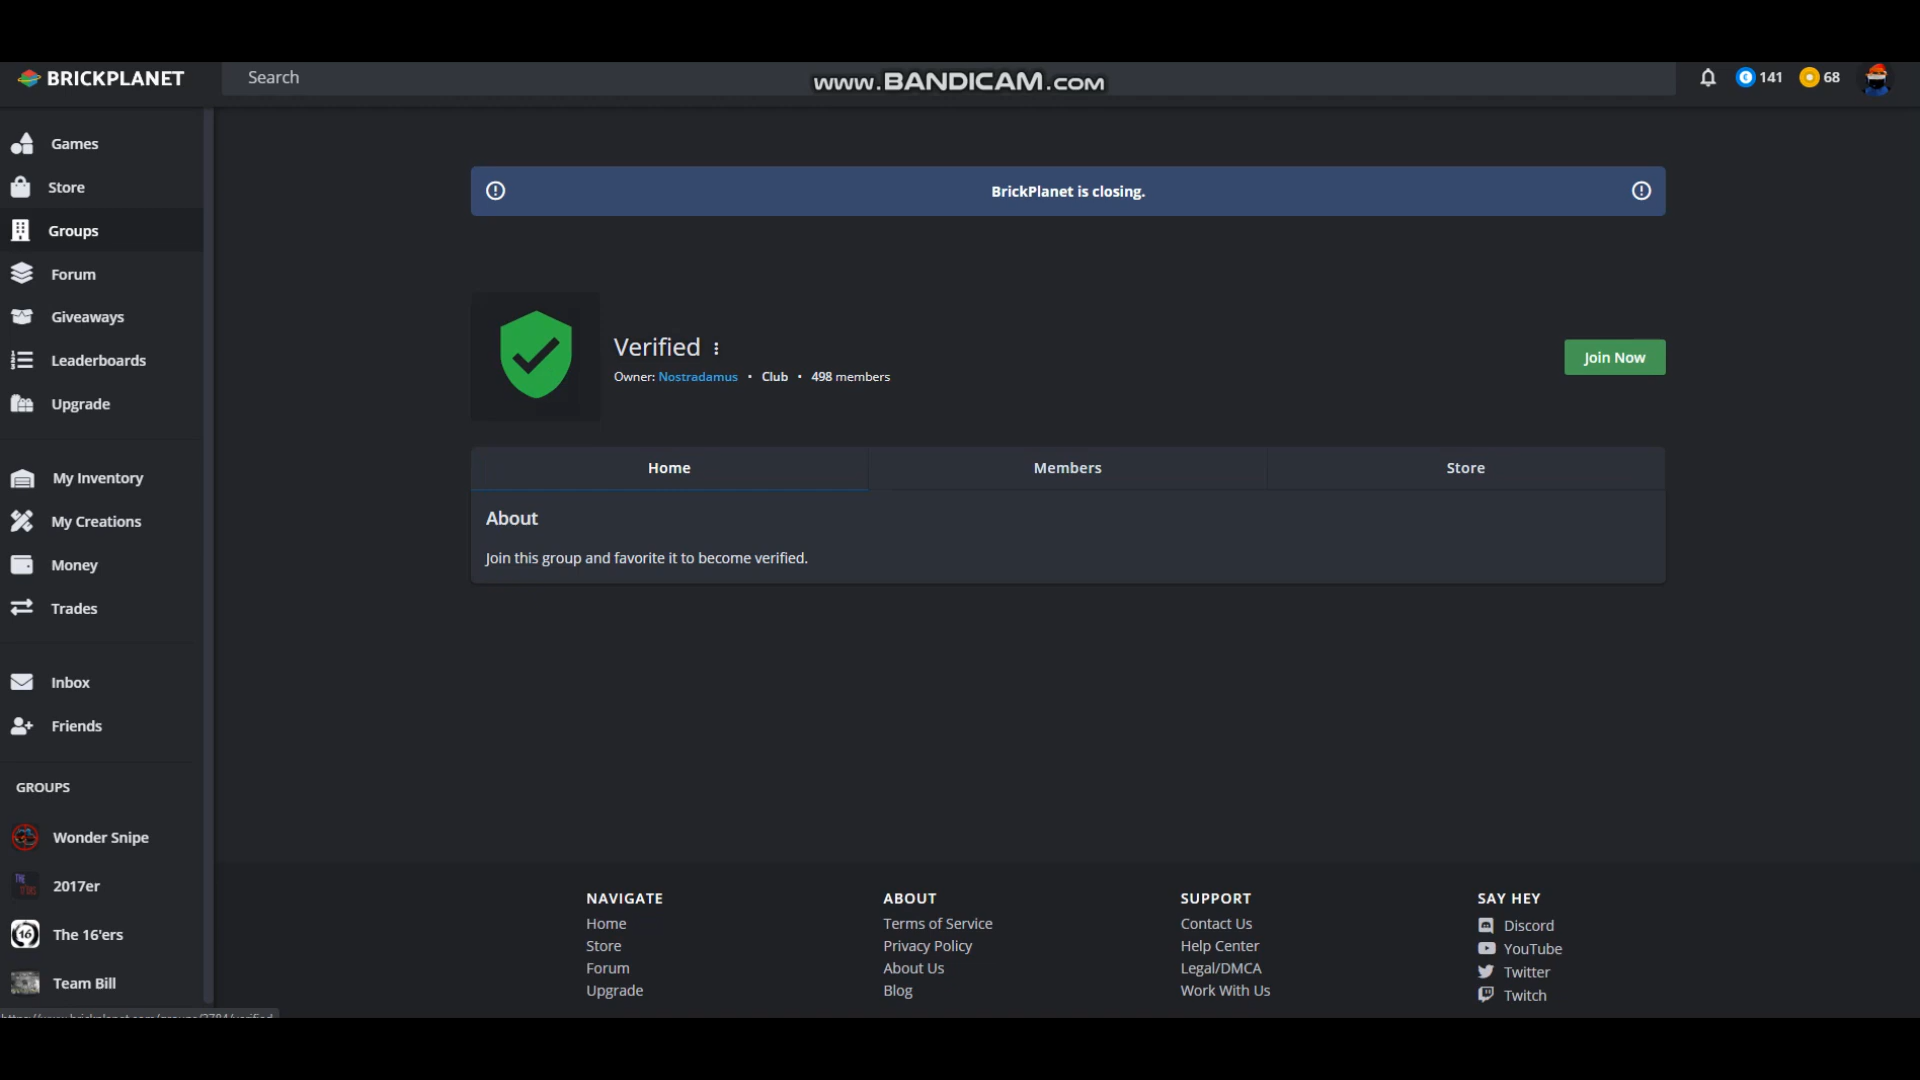 BRICKPLANET
Search
www.BANDICAM.com
141
68
Games
Store
Groups
Forum
Giveaways
Leaderboards
Upgrade
My Inventory
My Creations
Money
Trades
Inbox
Friends
GROUPS
Wonder Snipe
2017er
The 16'ers
Team Bill
BrickPlanet is closing.
Verified
Owner: Nostradamus • Club • 498 members
Join Now
Home
Members
Store
About
Join this group and favorite it to become verified.
NAVIGATE
Home
Store
Forum
Upgrade
ABOUT
Terms of Service
Privacy Policy
About Us
Blog
SUPPORT
Contact Us
Help Center
Legal/DMCA
Work With Us
SAY HEY
Discord
YouTube
Twitter
Twitch